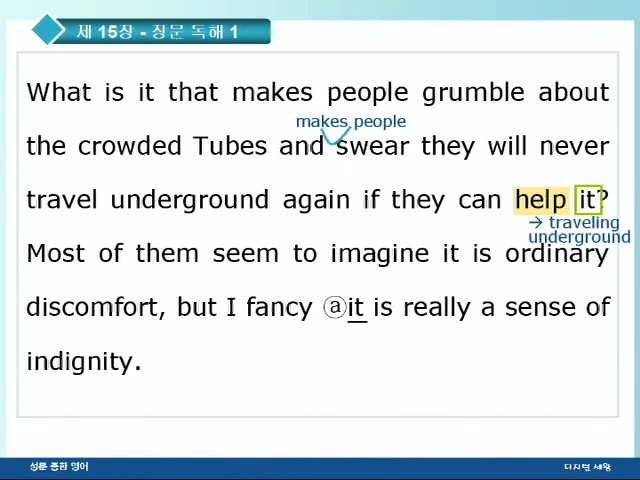 제 15장 - 장문 독해 1
What is it that makes people grumble about
makes people
the crowded Tubes and swear they will never
travel underground again if they can help it?
→ traveling
underground
Most of them seem to imagine it is ordinary
discomfort, but I fancy ⓐit is really a sense of
indignity.
성문 종합 영어
디지털 세왕